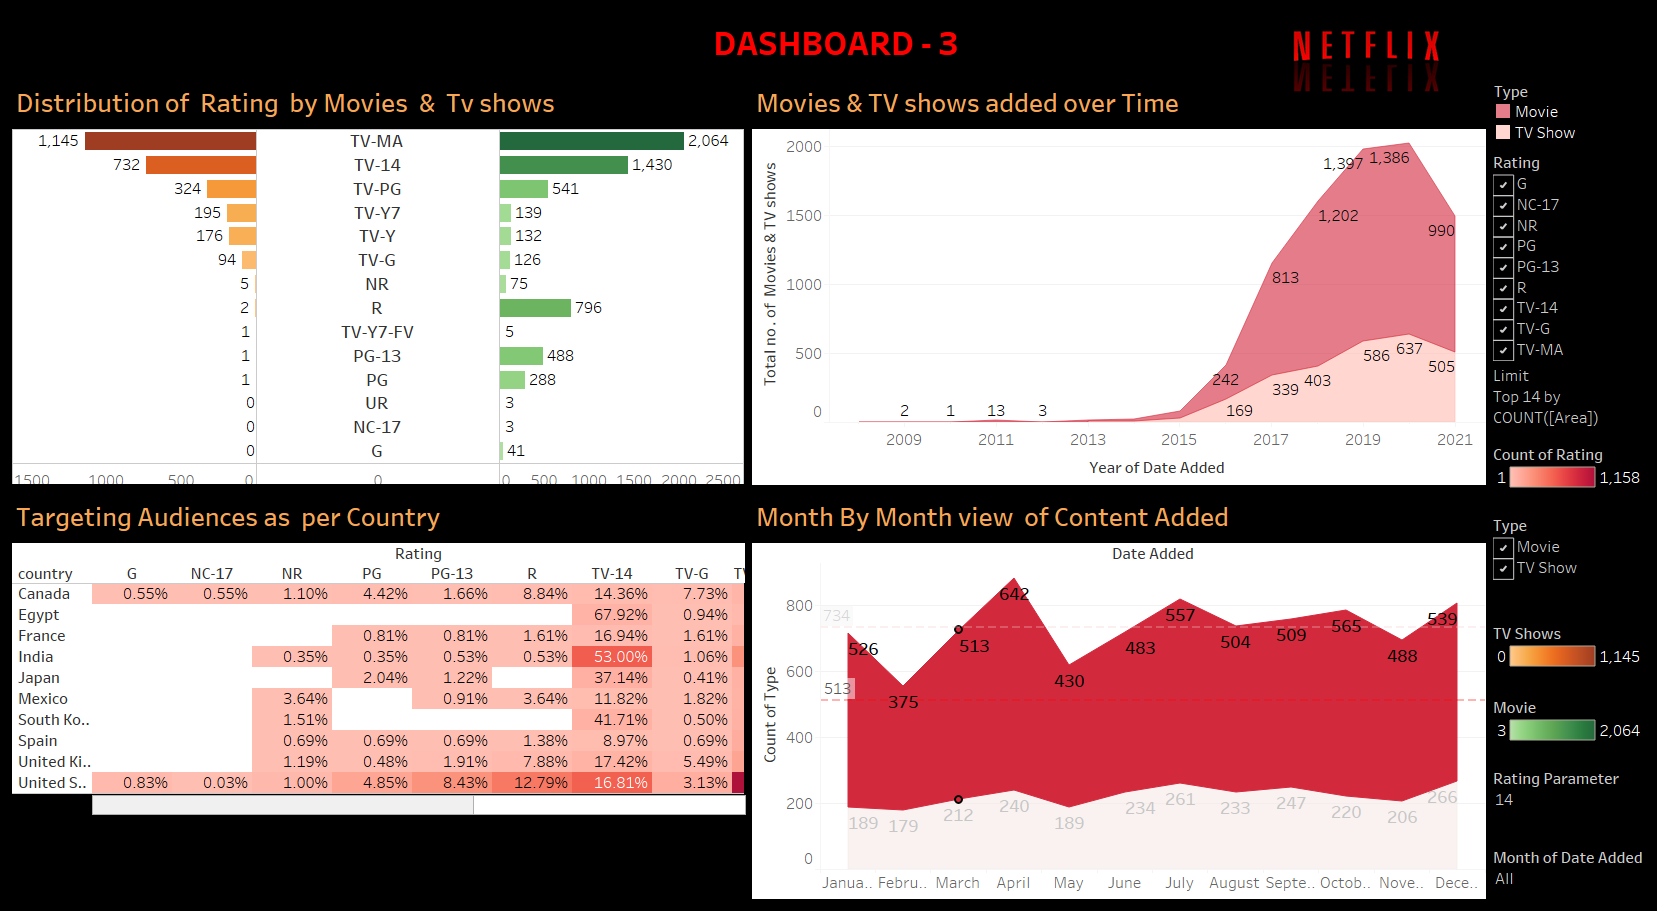 DASHBOARD - 3
NETFLIX
Distribution of Rating by Movies & Tv shows
1,145 TV-MA 2,064
732 TV-14 1,430
324 TV-PG 541
195 TV-Y7 139
176 TV-Y 132
94 TV-G 126
5 NR 75
2 R 796
1 TV-Y7-FV 5
1 PG-13 488
1 PG 288
0 UR 3
0 NC-17 3
0 G 41
1500 1000 500 0 0 0 500 1000 1500 2000 2500
Movies & TV shows added over Time
Total no. of Movies & TV shows
2000
1500
1000
500
0
1,397 1,386
1,202
990
813
242
586 637
505
339 403
169
2 1 13 3
2009 2011 2013 2015 2017 2019 2021
Year of Date Added
Type
Movie
TV Show
Rating
G
NC-17
NR
PG
PG-13
R
TV-14
TV-G
TV-MA
Limit
Top 14 by
COUNT([Area])
Count of Rating
1 1,158
Targeting Audiences as per Country
Rating
country G NC-17 NR PG PG-13 R TV-14 TV-G
Canada 0.55% 0.55% 1.10% 4.42% 1.66% 8.84% 14.36% 7.73%
Egypt 67.92% 0.94%
France 0.81% 0.81% 1.61% 16.94% 1.61%
India 0.35% 0.35% 0.53% 0.53% 53.00% 1.06%
Japan 2.04% 1.22% 37.14% 0.41%
Mexico 3.64% 0.91% 3.64% 11.82% 1.82%
South Ko.. 1.51% 41.71% 0.50%
Spain 0.69% 0.69% 0.69% 1.38% 8.97% 0.69%
United Ki.. 1.19% 0.48% 1.91% 7.88% 17.42% 5.49%
United S.. 0.83% 0.03% 1.00% 4.85% 8.43% 12.79% 16.81% 3.13%
Month By Month view of Content Added
Date Added
Count of Type
800
600
400
200
0
734
513
526 375 513 642 430 483 557 504 509 565 488 539
189 179 212 240 189 234 261 233 247 220 206 266
Janua.. Febru.. March April May June July August Septe.. Octob.. Nove.. Dece..
Type
Movie
TV Show
TV Shows
0 1,145
Movie
3 2,064
Rating Parameter
14
Month of Date Added
All